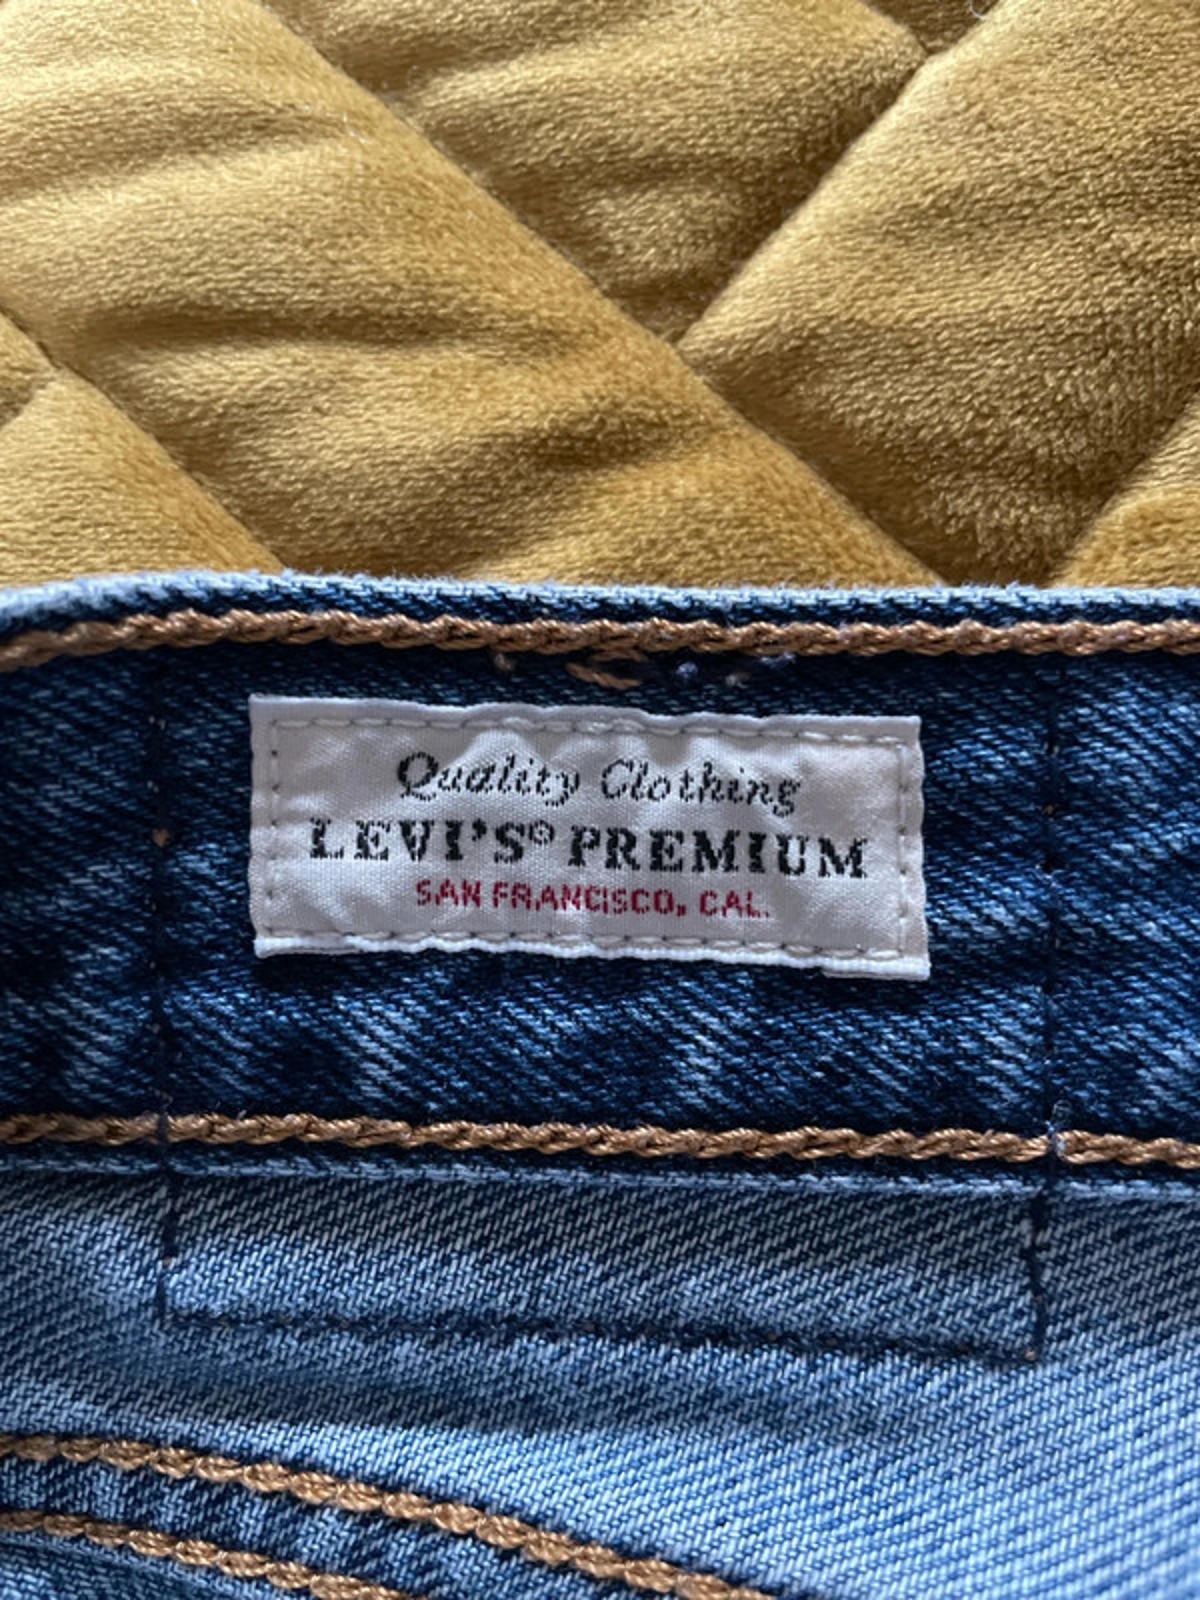 Quality Clothing
LEVI'S® PREMIUM
SAN FRANCISCO, CAL.